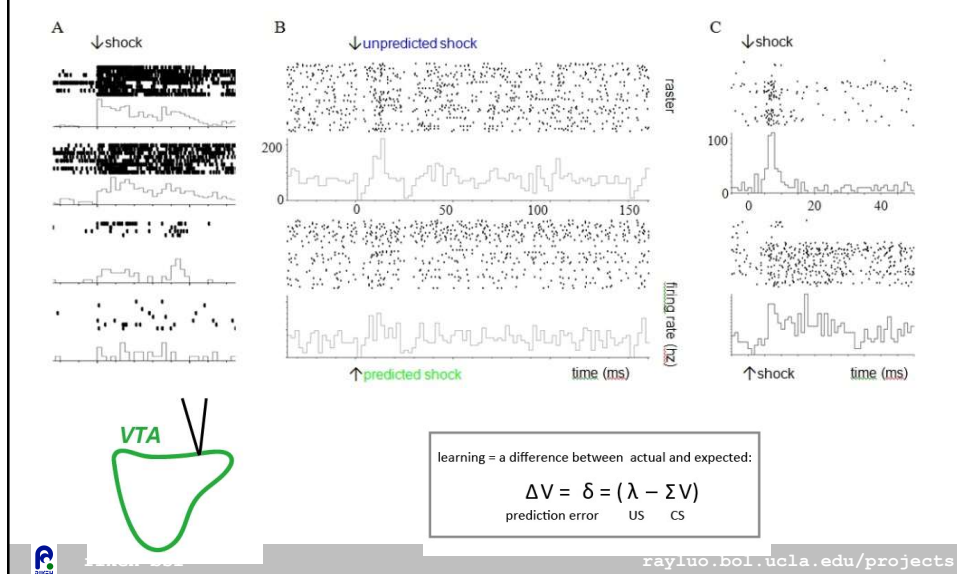 A
B
C
↓shock
↓unpredicted shock
↓shock
raster
200
0
0
50
100
150
100
0
0
20
40
firing rate (hz)
↑predicted shock
time (ms)
↑shock
time (ms)
VTA
learning = a difference between actual and expected:
ΔV = δ = (λ − ΣV)
prediction error US CS
rayluo.bol.ucla.edu/projects